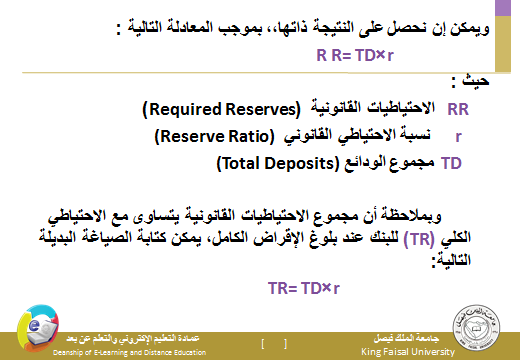 ويمكن إن نحصل على النتيجة ذاتها،، بموجب المعادلة التالية :
R R= TD×r
حيث :
RR الاحتياطيات القانونية (Required Reserves)
r نسبة الاحتياطي القانوني (Reserve Ratio)
TD مجموع الودائع (Total Deposits)
وبملاحظة أن مجموع الاحتياطيات القانونية يتساوى مع الاحتياطي
الكلي (TR) للبنك عند بلوغ الإقراض الكامل، يمكن كتابة الصياغة البديلة
التالية:
TR= TD×r
جامعة الملك فيصل
King Faisal University
[ ]
عمادة التعليم الإلكتروني والتعلم عن بعد
Deanship of E-Learning and Distance Education